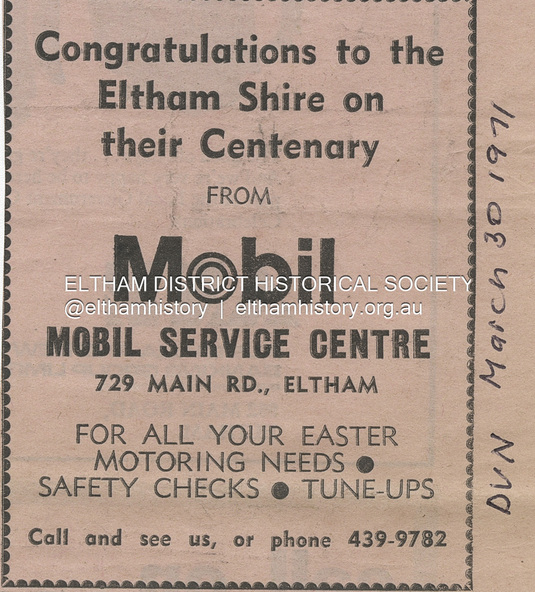 Congratulations to the
Eltham Shire on
their Centenary
FROM
Mobil
ELTHAM DISTRICT HISTORICAL SOCIETY
@elthamhistory | elthamhistory.org.au
MOBIL SERVICE CENTRE
729 MAIN RD., ELTHAM
FOR ALL YOUR EASTER
MOTORING NEEDS ●
SAFETY CHECKS ● TUNE-UPS
Call and see us, or phone 439-9782
DVN March 30 1971